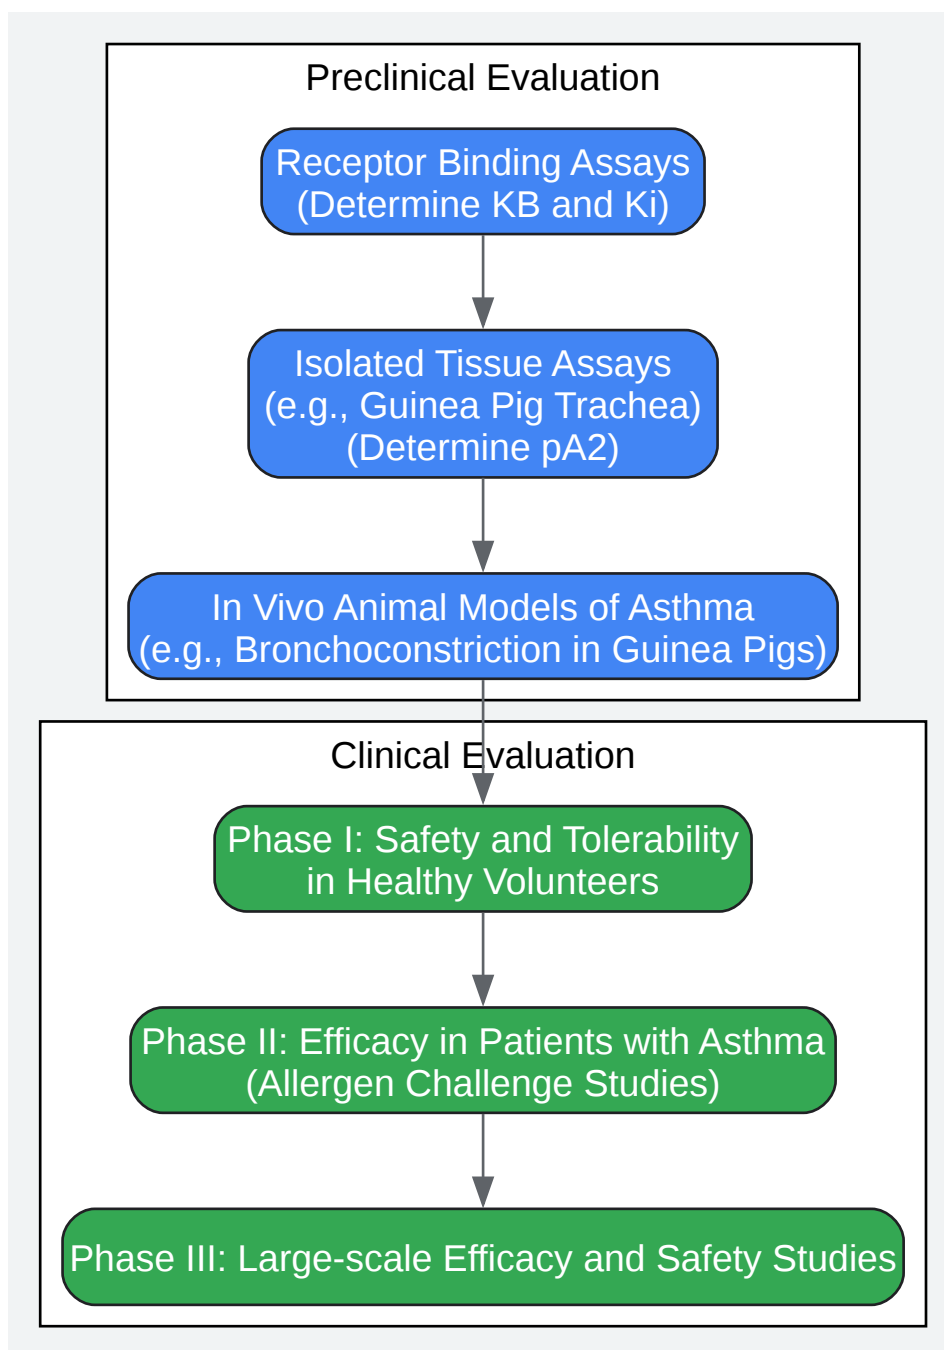 Preclinical Evaluation
Receptor Binding Assays
(Determine KB and Ki)
Isolated Tissue Assays
(e.g., Guinea Pig Trachea)
(Determine pA2)
In Vivo Animal Models of Asthma
(e.g., Bronchoconstriction in Guinea Pigs)
Clinical Evaluation
Phase I: Safety and Tolerability
in Healthy Volunteers
Phase II: Efficacy in Patients with Asthma
(Allergen Challenge Studies)
Phase III: Large-scale Efficacy and Safety Studies